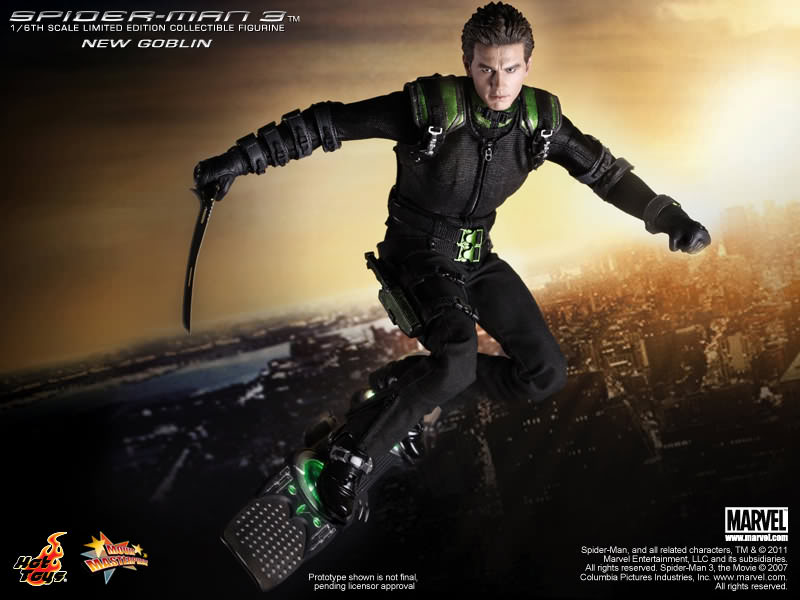 SPIDER-MAN 3™
1/6TH SCALE LIMITED EDITION COLLECTIBLE FIGURINE
NEW GOBLIN
MARVEL
www.marvel.com
HOT TOYS
MOVIE MASTERPIECE
Prototype shown is not final,
pending licensor approval
Spider-Man, and all related characters, TM & © 2011
Marvel Entertainment, LLC and its subsidiaries.
All rights reserved. Spider-Man 3, the Movie © 2007
Columbia Pictures Industries, Inc. www.marvel.com.
All rights reserved.